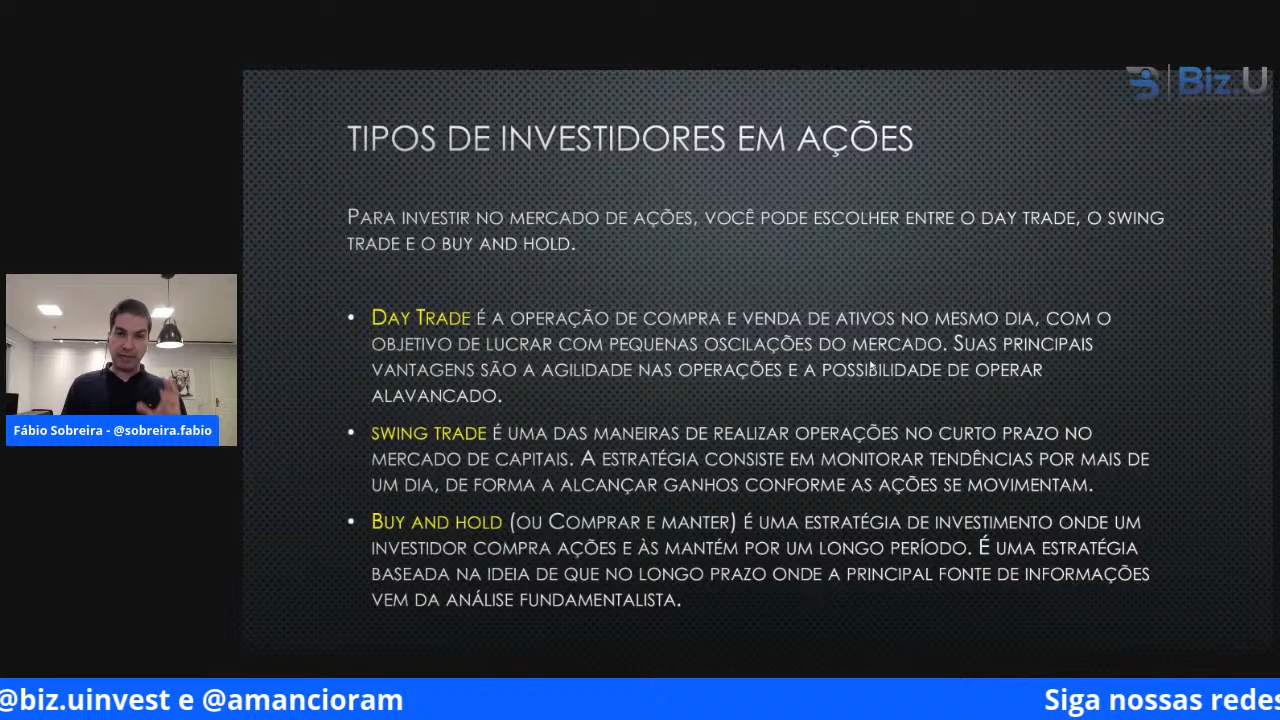 Biz.U
TIPOS DE INVESTIDORES EM AÇÕES
PARA INVESTIR NO MERCADO DE AÇÕES, VOCÊ PODE ESCOLHER ENTRE O DAY TRADE, O SWING
TRADE E O BUY AND HOLD.
• DAY TRADE É A OPERAÇÃO DE COMPRA E VENDA DE ATIVOS NO MESMO DIA, COM O
OBJETIVO DE LUCRAR COM PEQUENAS OSCILAÇÕES DO MERCADO. SUAS PRINCIPAIS
VANTAGENS SÃO A AGILIDADE NAS OPERAÇÕES E A POSSIBILIDADE DE OPERAR
ALAVANCADO.
• SWING TRADE É UMA DAS MANEIRAS DE REALIZAR OPERAÇÕES NO CURTO PRAZO NO
MERCADO DE CAPITAIS. A ESTRATÉGIA CONSISTE EM MONITORAR TENDÊNCIAS POR MAIS DE
UM DIA, DE FORMA A ALCANÇAR GANHOS CONFORME AS AÇÕES SE MOVIMENTAM.
• BUY AND HOLD (OU COMPRAR E MANTER) É UMA ESTRATÉGIA DE INVESTIMENTO ONDE UM
INVESTIDOR COMPRA AÇÕES E ÀS MANTÉM POR UM LONGO PERÍODO. É UMA ESTRATÉGIA
BASEADA NA IDEIA DE QUE NO LONGO PRAZO ONDE A PRINCIPAL FONTE DE INFORMAÇÕES
VEM DA ANÁLISE FUNDAMENTALISTA.
Fábio Sobreira - @sobreira.fabio
@biz.uinvest e @amancioram
Siga nossas redes